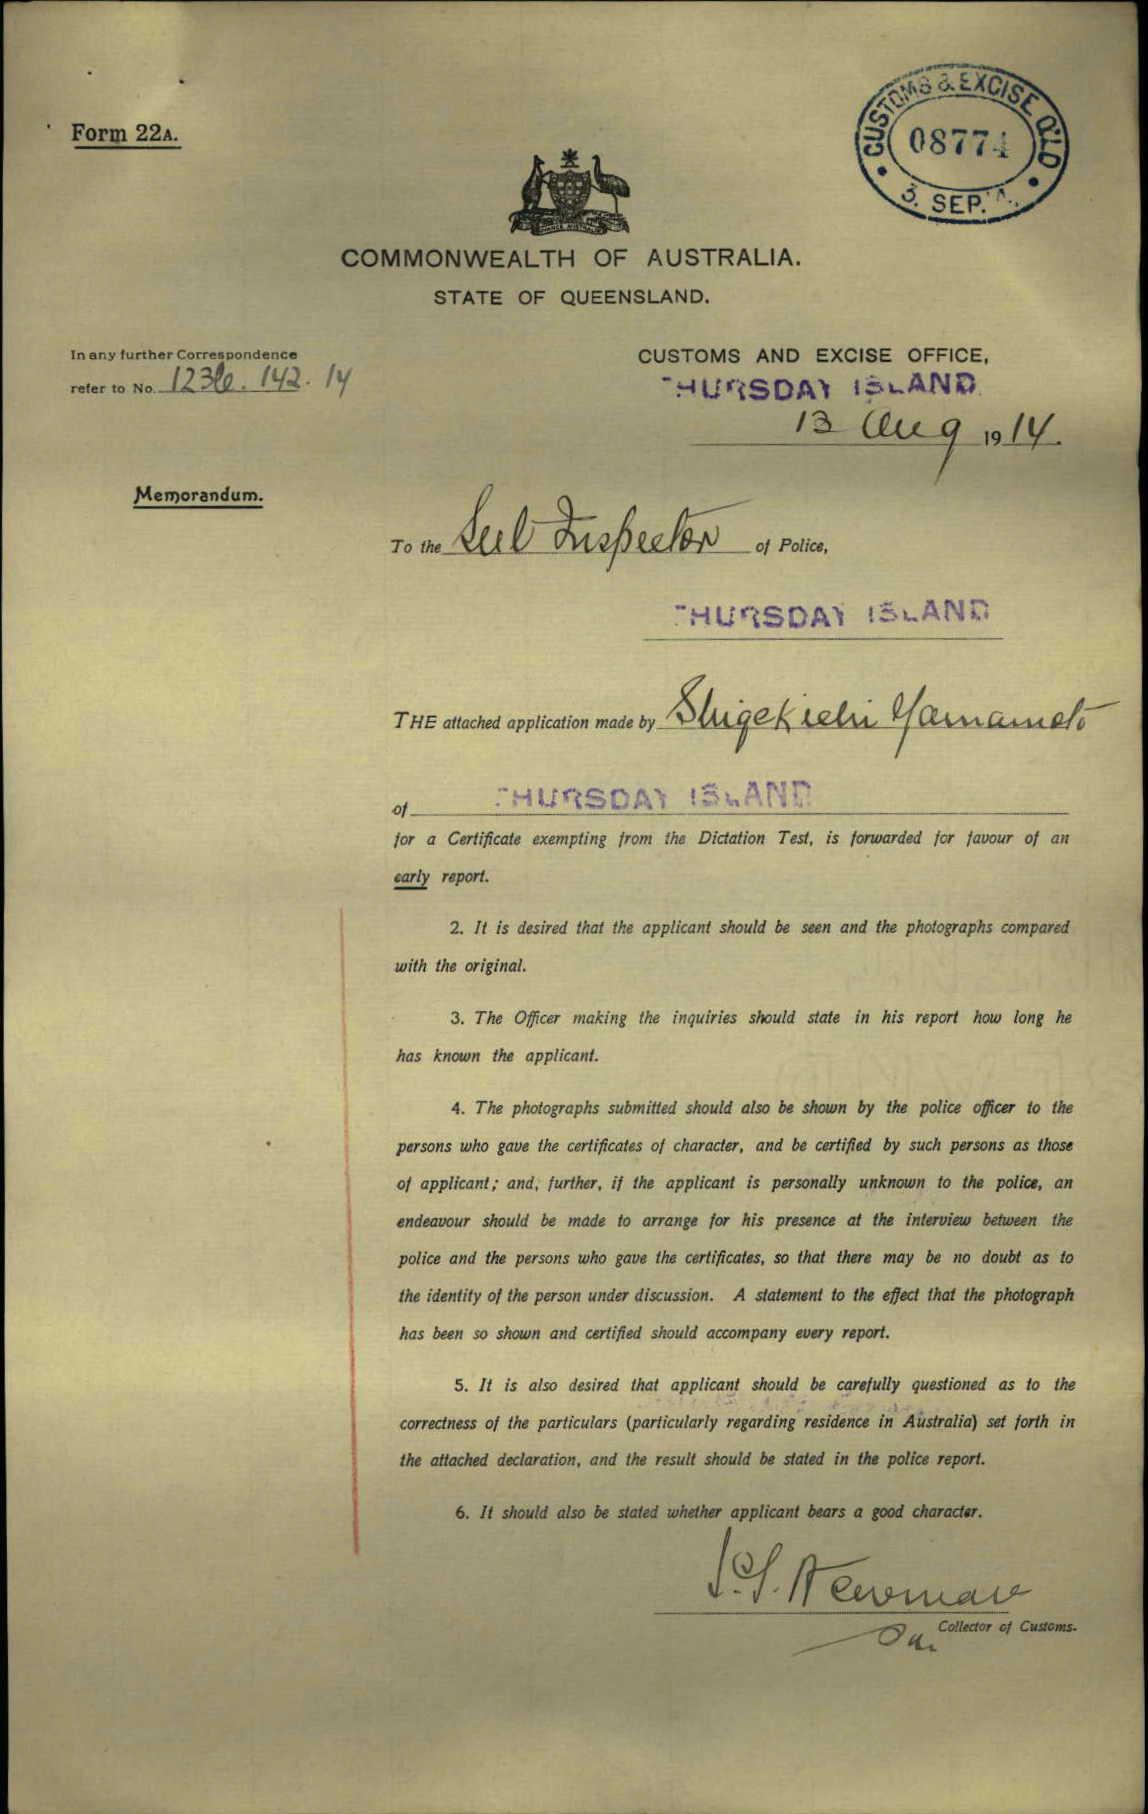 Form 22A.
CUSTOMS & EXCISE Q'LD
08774
3. SEP.
COMMONWEALTH OF AUSTRALIA.
STATE OF QUEENSLAND.
In any further Correspondence
refer to No. 142. 14
CUSTOMS AND EXCISE OFFICE,
THURSDAY ISLAND
13 Aug 1914.
Memorandum.
To the Sub Inspector of Police,
THURSDAY ISLAND
THE attached application made by Shigekichi Yamamoto
of THURSDAY ISLAND
for a Certificate exempting from the Dictation Test, is forwarded for favour of an
early report.
2. It is desired that the applicant should be seen and the photographs compared
with the original.
3. The Officer making the inquiries should state in his report how long he
has known the applicant.
4. The photographs submitted should also be shown by the police officer to the
persons who gave the certificates of character, and be certified by such persons as those
of applicant; and, further, if the applicant is personally unknown to the police, an
endeavour should be made to arrange for his presence at the interview between the
police and the persons who gave the certificates, so that there may be no doubt as to
the identity of the person under discussion. A statement to the effect that the photograph
has been so shown and certified should accompany every report.
5. It is also desired that applicant should be carefully questioned as to the
correctness of the particulars (particularly regarding residence in Australia) set forth in
the attached declaration, and the result should be stated in the police report.
6. It should also be stated whether applicant bears a good character.
Newman
Collector of Customs.